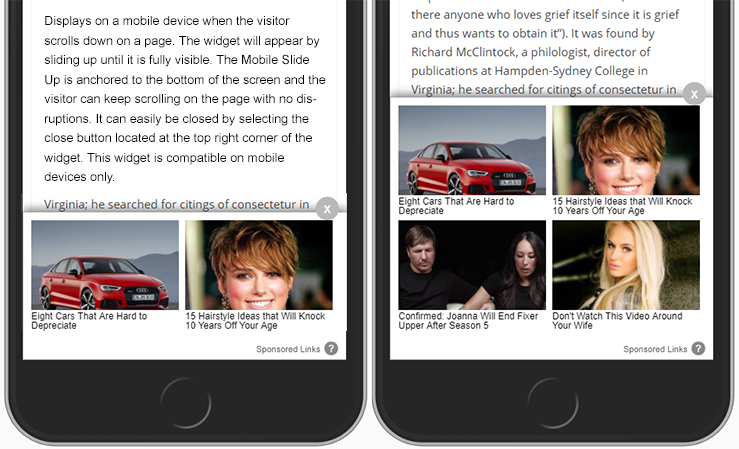 Displays on a mobile device when the visitor
scrolls down on a page. The widget will appear by
sliding up until it is fully visible. The Mobile Slide
Up is anchored to the bottom of the screen and the
visitor can keep scrolling on the page with no dis-
ruptions. It can easily be closed by selecting the
close button located at the top right corner of the
widget. This widget is compatible on mobile
devices only.
Virginia; he searched for citings of consectetur in
x
Eight Cars That Are Hard to
Depreciate
15 Hairstyle Ideas that Will Knock
10 Years Off Your Age
Sponsored Links ?
there anyone who loves grief itself since it is grief
and thus wants to obtain it"). It was found by
Richard McClintock, a philologist, director of
publications at Hampden-Sydney College in
Virginia; he searched for citings of consectetur in
x
Eight Cars That Are Hard to
Depreciate
15 Hairstyle Ideas that Will Knock
10 Years Off Your Age
Confirmed: Joanna Will End Fixer
Upper After Season 5
Don't Watch This Video Around
Your Wife
Sponsored Links ?